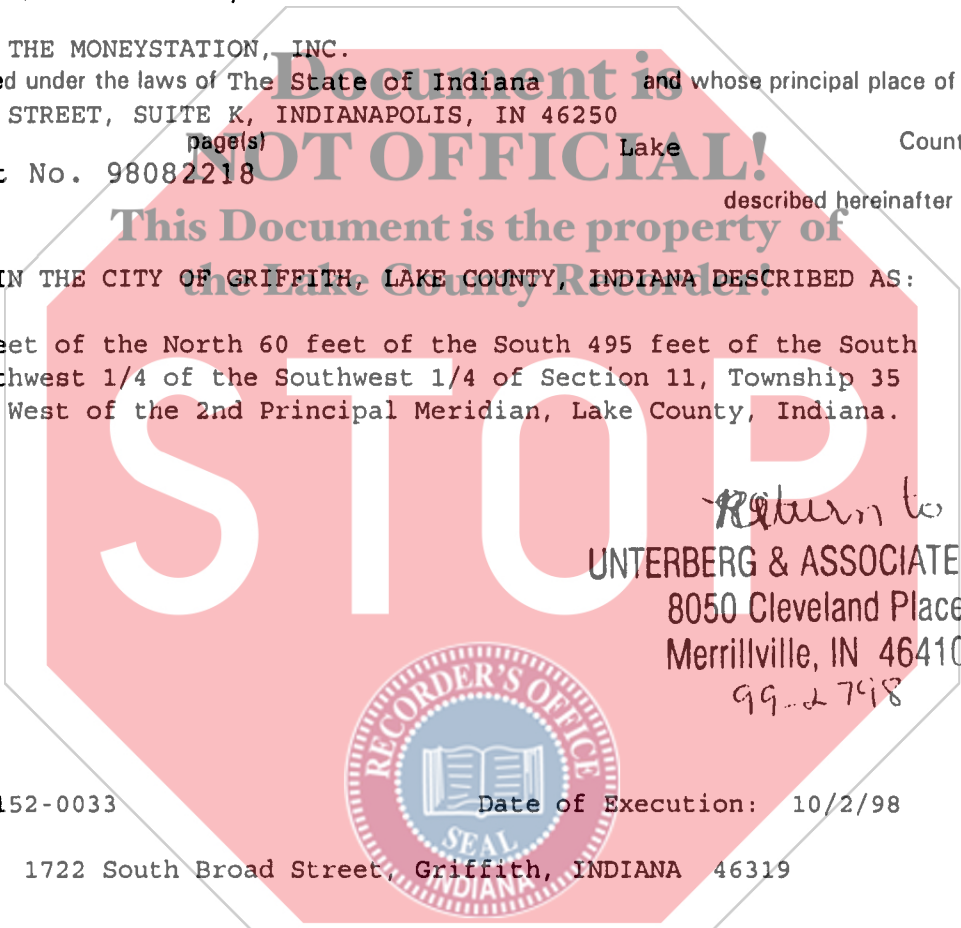 THE MONEYSTATION, INC.
ed under the laws of The State of Indiana and whose principal place of
STREET, SUITE K, INDIANAPOLIS, IN 46250
page(s) Lake Count
t No. 98082218
described hereinafter
Document is
NOT OFFICIAL!
This Document is the property of
the Lake County Recorder!
IN THE CITY OF GRIFFITH, LAKE COUNTY, INDIANA DESCRIBED AS:
eet of the North 60 feet of the South 495 feet of the South
thwest 1/4 of the Southwest 1/4 of Section 11, Township 35
West of the 2nd Principal Meridian, Lake County, Indiana.
STOP
Return to
UNTERBERG & ASSOCIATE
8050 Cleveland Place
Merrillville, IN 46410
99-2798
RECORDER'S OFFICE
SEAL
INDIANA
152-0033 Date of Execution: 10/2/98
1722 South Broad Street, Griffith, INDIANA 46319